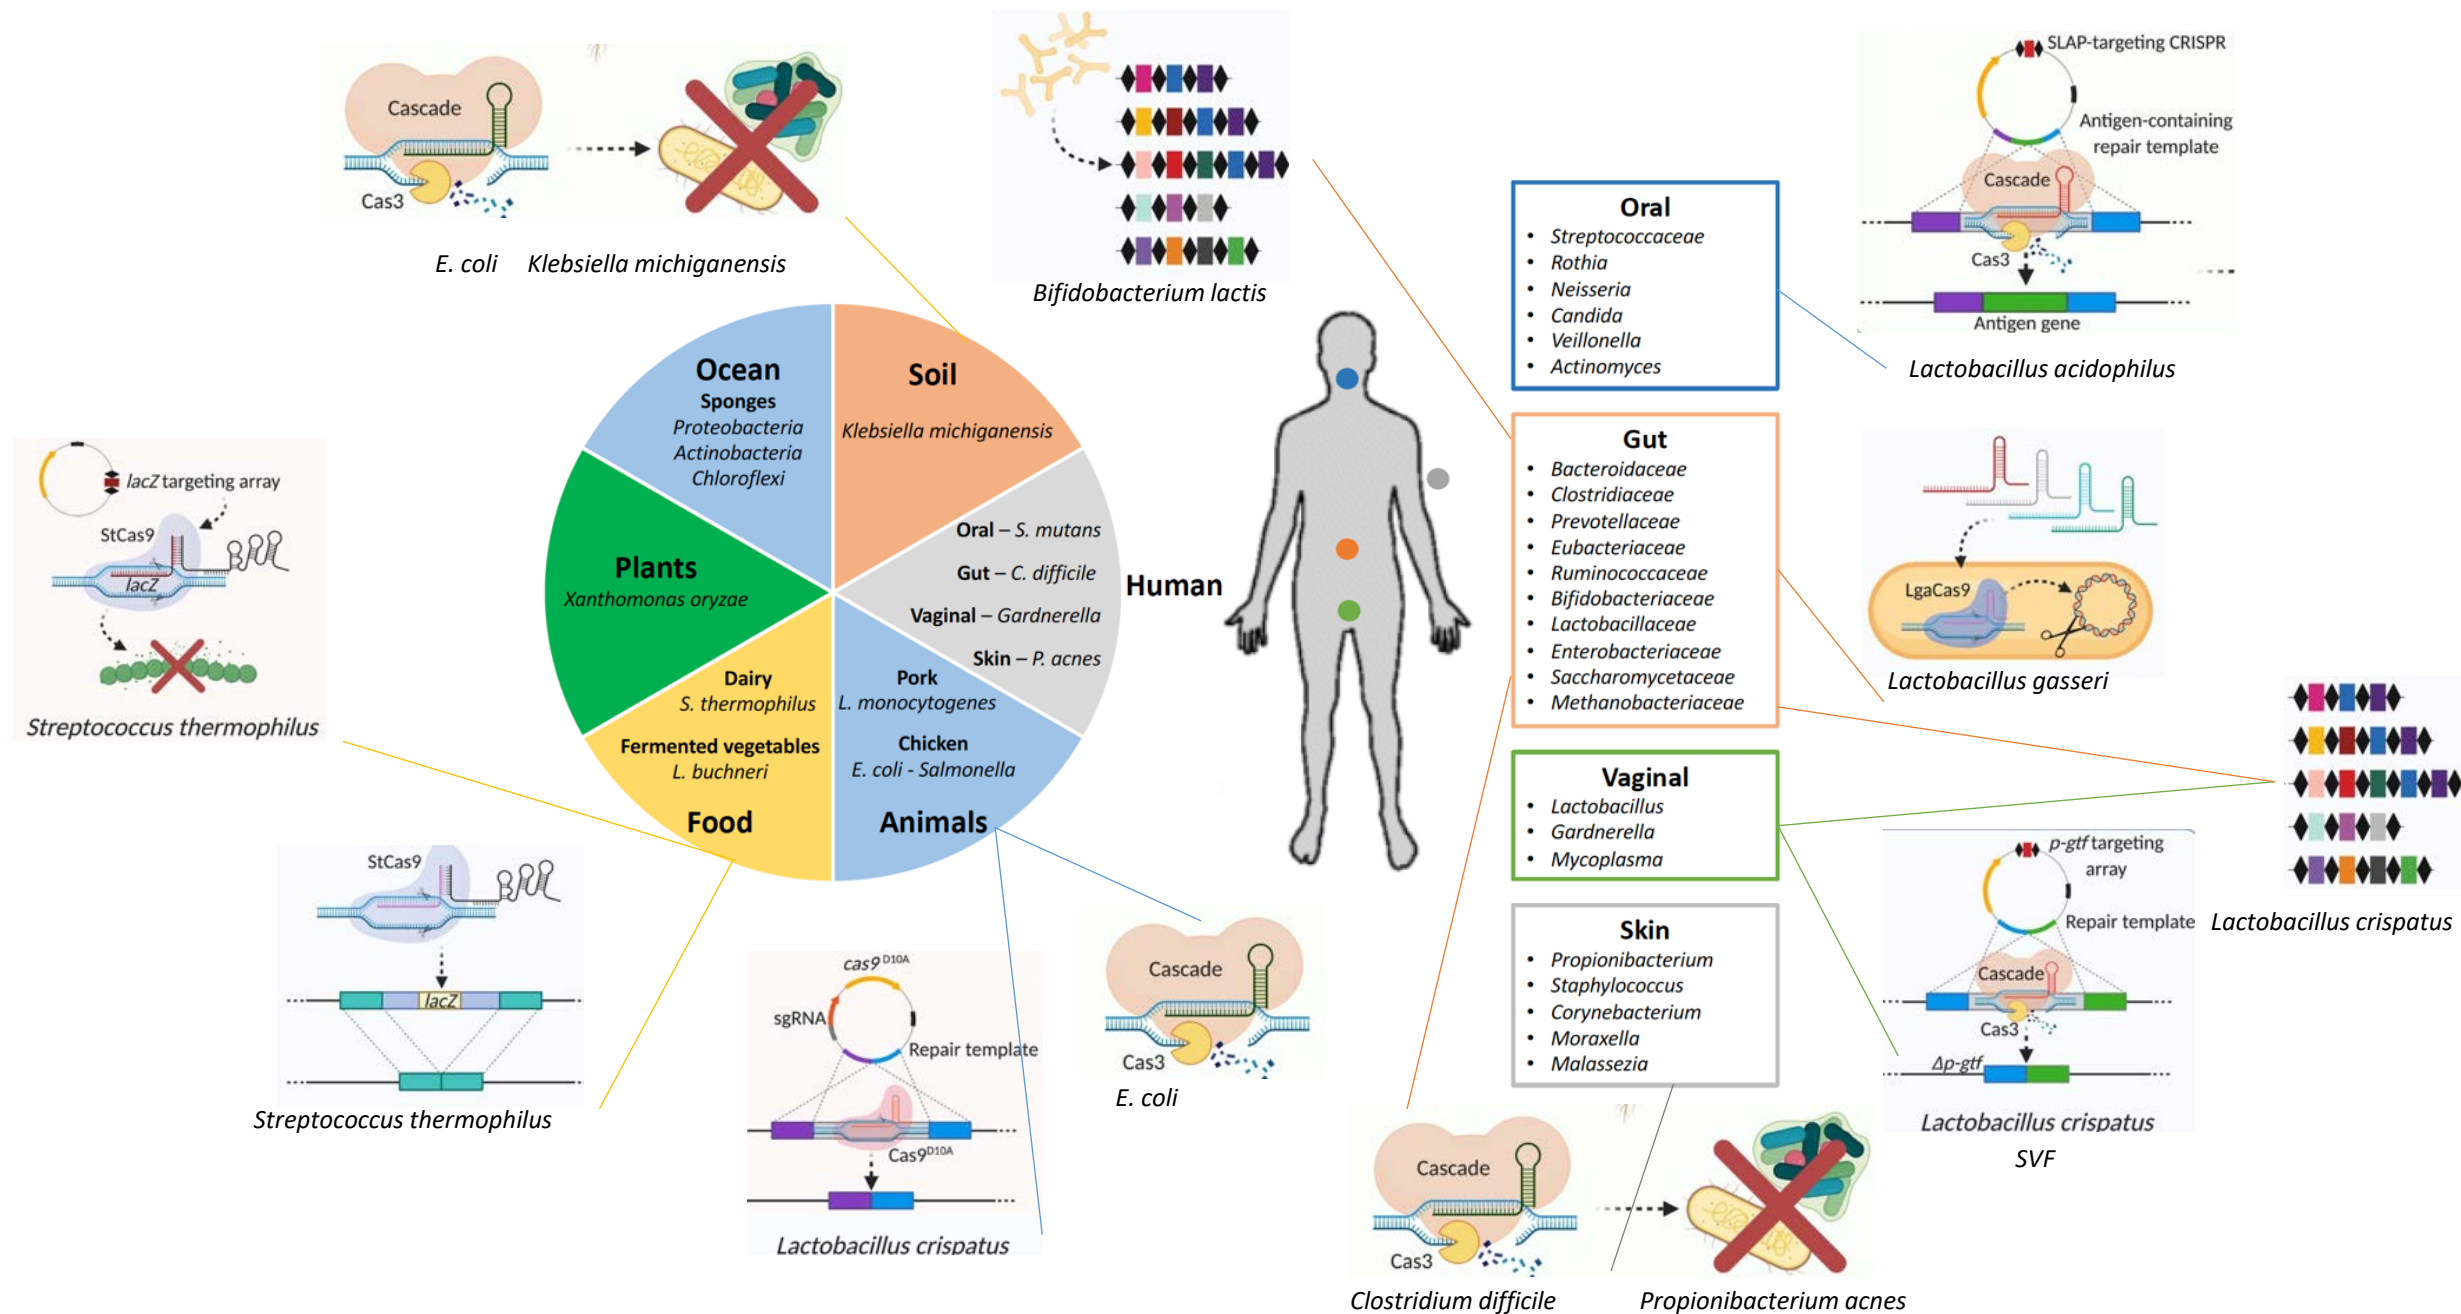 Cascade
Cas3
E. coli
Klebsiella michiganensis
Bifidobacterium lactis
SLAP-targeting CRISPR
Antigen-containing
repair template
Cascade
Cas3
Antigen gene
Lactobacillus acidophilus
Oral
• Streptococcaceae
• Rothia
• Neisseria
• Candida
• Veillonella
• Actinomyces
Ocean
Sponges
Proteobacteria
Actinobacteria
Chloroflexi
Soil
Klebsiella michiganensis
Plants
Xanthomonas oryzae
Oral – S. mutans
Gut – C. difficile
Vaginal – Gardnerella
Skin – P. acnes
Human
Dairy
S. thermophilus
Fermented vegetables
L. buchneri
Food
Pork
L. monocytogenes
Chicken
E. coli - Salmonella
Animals
lacZ targeting array
StCas9
lacZ
Streptococcus thermophilus
Gut
• Bacteroidaceae
• Clostridiaceae
• Prevotellaceae
• Eubacteriaceae
• Ruminococcaceae
• Bifidobacteriaceae
• Lactobacillaceae
• Enterobacteriaceae
• Saccharomycetaceae
• Methanobacteriaceae
LgaCas9
Lactobacillus gasseri
Vaginal
• Lactobacillus
• Gardnerella
• Mycoplasma
Lactobacillus crispatus
p-gtf targeting
array
Repair template
Cascade
Cas3
Δp-gtf
Lactobacillus crispatus
SVF
Skin
• Propionibacterium
• Staphylococcus
• Corynebacterium
• Moraxella
• Malassezia
StCas9
lacZ
Streptococcus thermophilus
cas9D10A
sgRNA
Repair template
Cas9D10A
Lactobacillus crispatus
Cascade
Cas3
E. coli
Cascade
Cas3
Clostridium difficile
Propionibacterium acnes